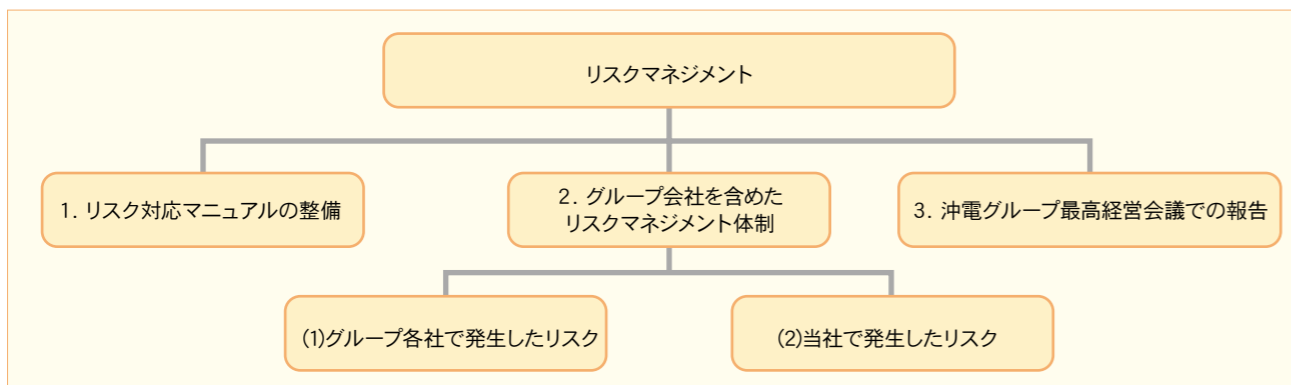 リスクマネジメント
1. リスク対応マニュアルの整備
2. グループ会社を含めた
リスクマネジメント体制
3. 沖電グループ最高経営会議での報告
(1)グループ各社で発生したリスク
(2)当社で発生したリスク